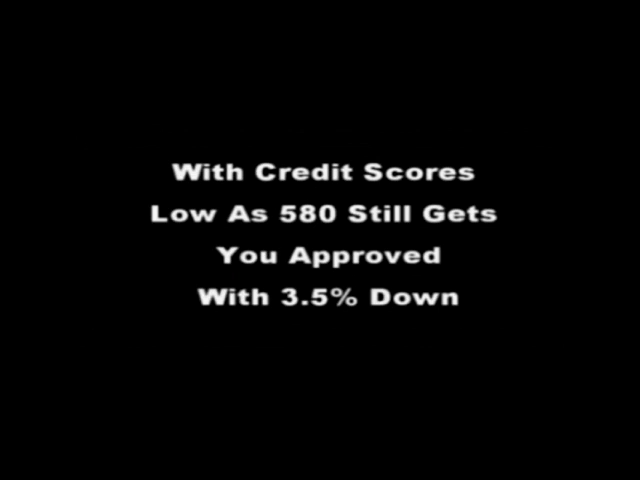 With Credit Scores
Low As 580 Still Gets
You Approved
With 3.5% Down